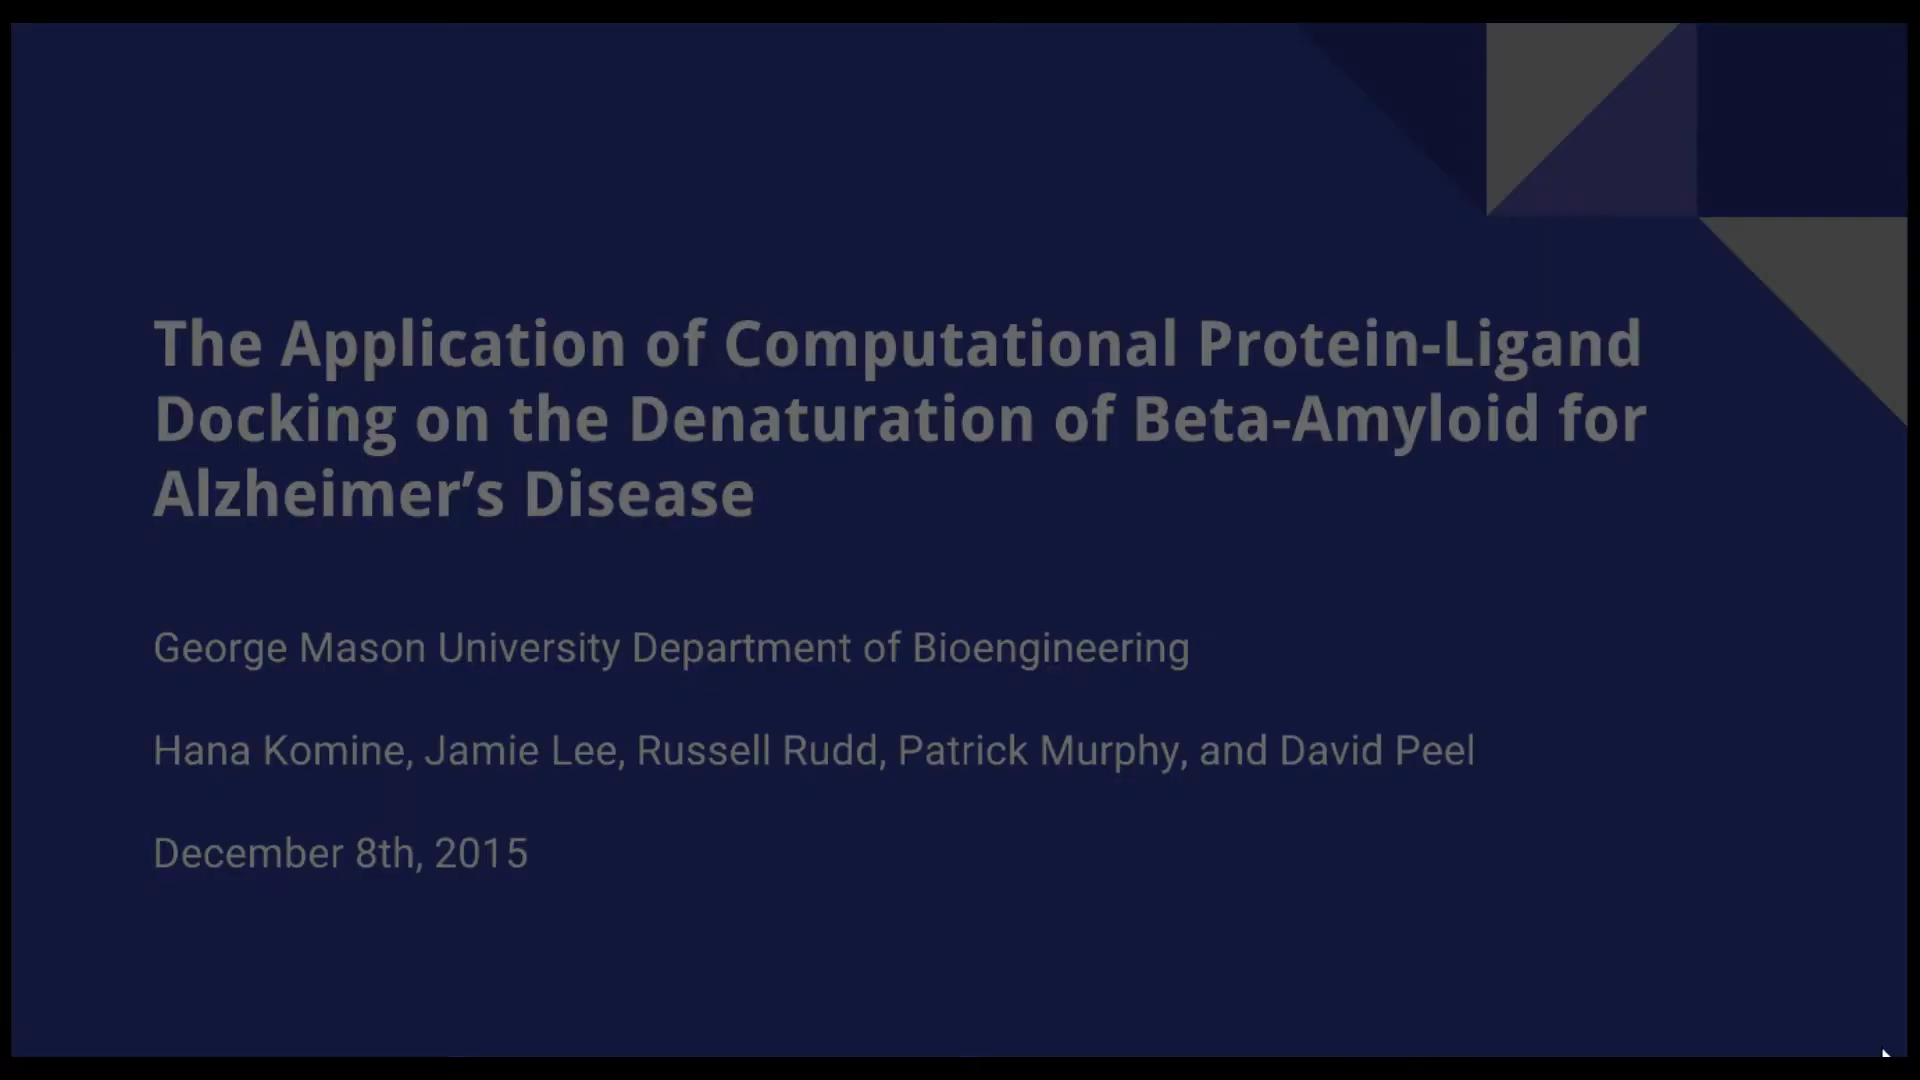 The Application of Computational Protein-Ligand
Docking on the Denaturation of Beta-Amyloid for
Alzheimer’s Disease
George Mason University Department of Bioengineering
Hana Komine, Jamie Lee, Russell Rudd, Patrick Murphy, and David Peel
December 8th, 2015